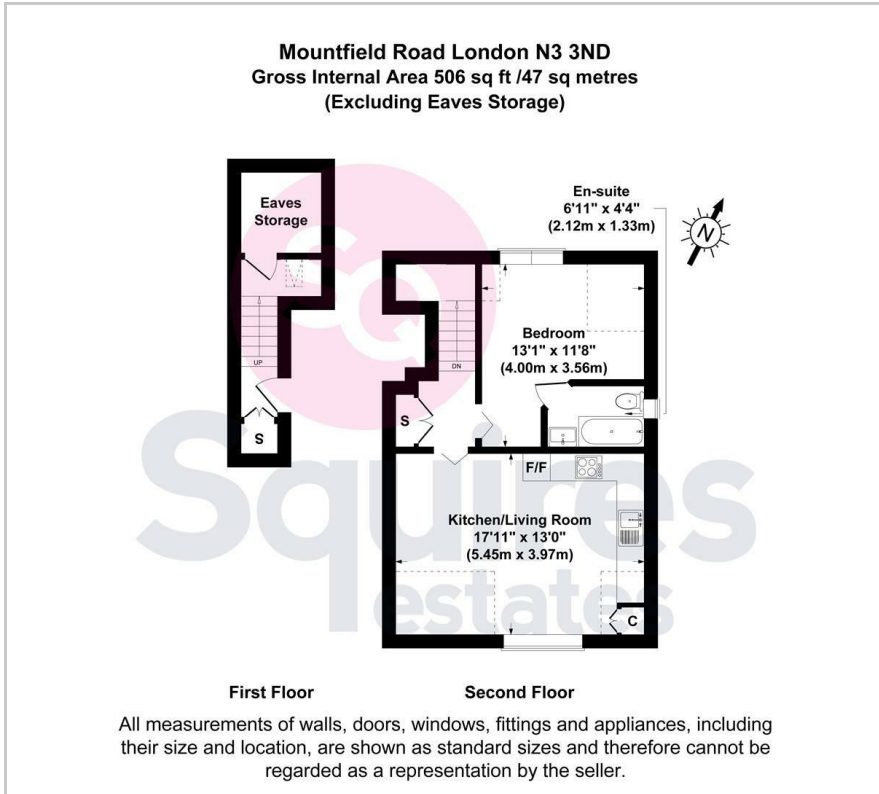 Mountfield Road London N3 3ND
Gross Internal Area 506 sq ft /47 sq metres
(Excluding Eaves Storage)
En-suite
6'11" x 4'4"
(2.12m x 1.33m)
N
Eaves
Storage
SQ
UP
DN
Bedroom
13'1" x 11'8"
(4.00m x 3.56m)
S
S
F/F
Kitchen/Living Room
17'11" x 13'0"
(5.45m x 3.97m)
C
Squires
estates
First Floor
Second Floor
All measurements of walls, doors, windows, fittings and appliances, including
their size and location, are shown as standard sizes and therefore cannot be
regarded as a representation by the seller.